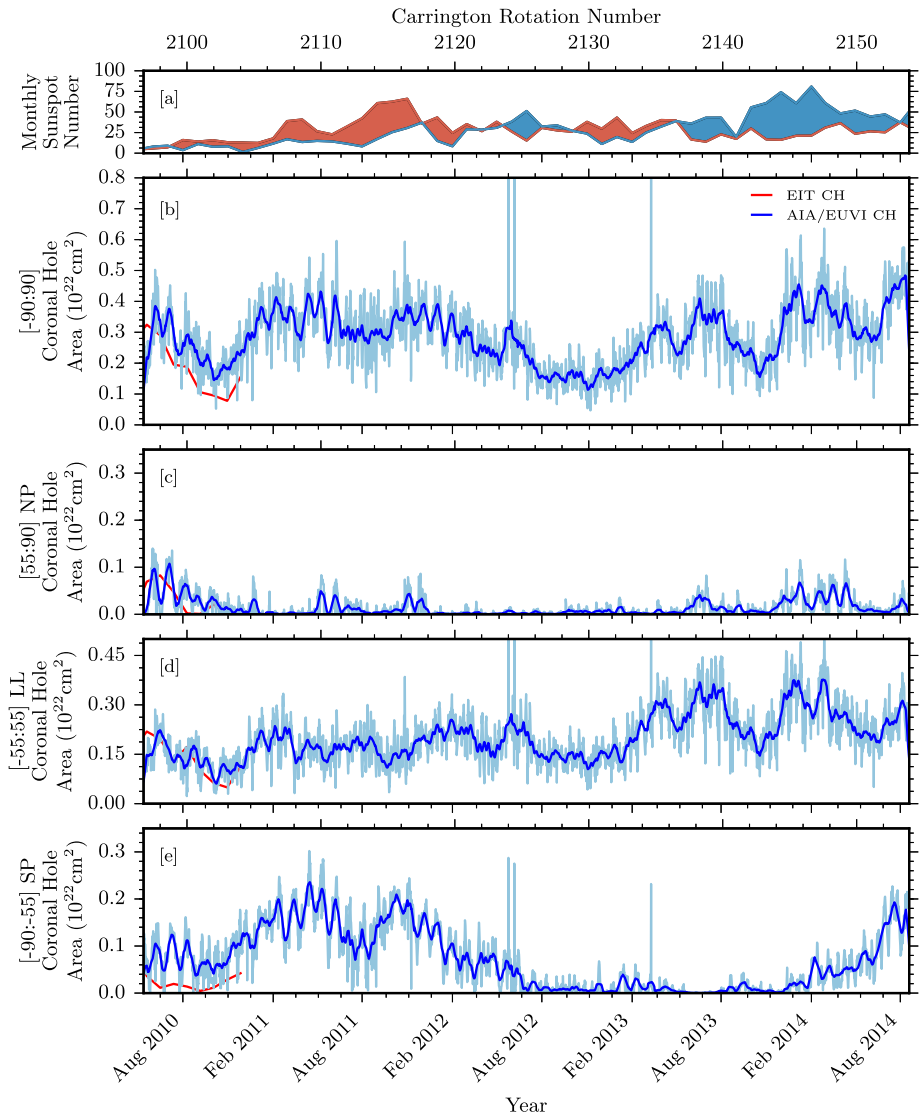 Carrington Rotation Number
2100 2110 2120 2130 2140 2150
Monthly
Sunspot
Number
100
75
50
25
0
[a]
[-90:90]
Coronal Hole
Area (10²²cm²)
0.8
0.7
0.6
0.5
0.4
0.3
0.2
0.1
0.0
[b]
EIT CH
AIA/EUVI CH
[55:90] NP
Coronal Hole
Area (10²²cm²)
0.3
0.2
0.1
0.0
[c]
[-55:55] LL
Coronal Hole
Area (10²²cm²)
0.45
0.30
0.15
0.00
[d]
[-90:-55] SP
Coronal Hole
Area (10²²cm²)
0.3
0.2
0.1
0.0
[e]
Aug 2010 Feb 2011 Aug 2011 Feb 2012 Aug 2012 Feb 2013 Aug 2013 Feb 2014 Aug 2014
Year